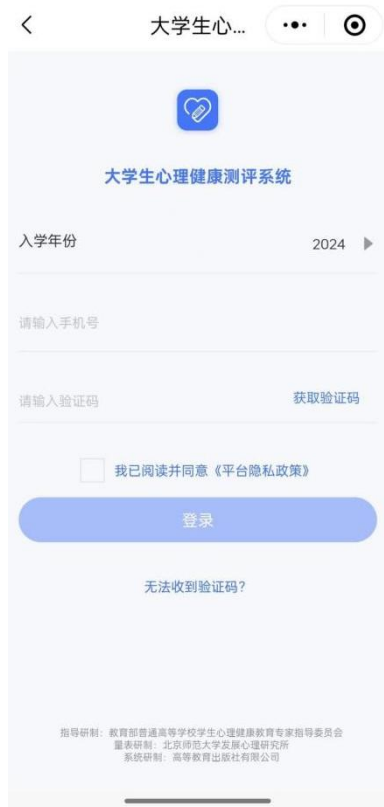 大学生心...
大学生心理健康测评系统
入学年份
2024
请输入手机号
请输入验证码
获取验证码
我已阅读并同意《平台隐私政策》
登录
无法收到验证码？
指导研制：教育部普通高等学校学生心理健康教育专家指导委员会
量表研制：北京师范大学发展心理研究所
系统研制：高等教育出版社有限公司